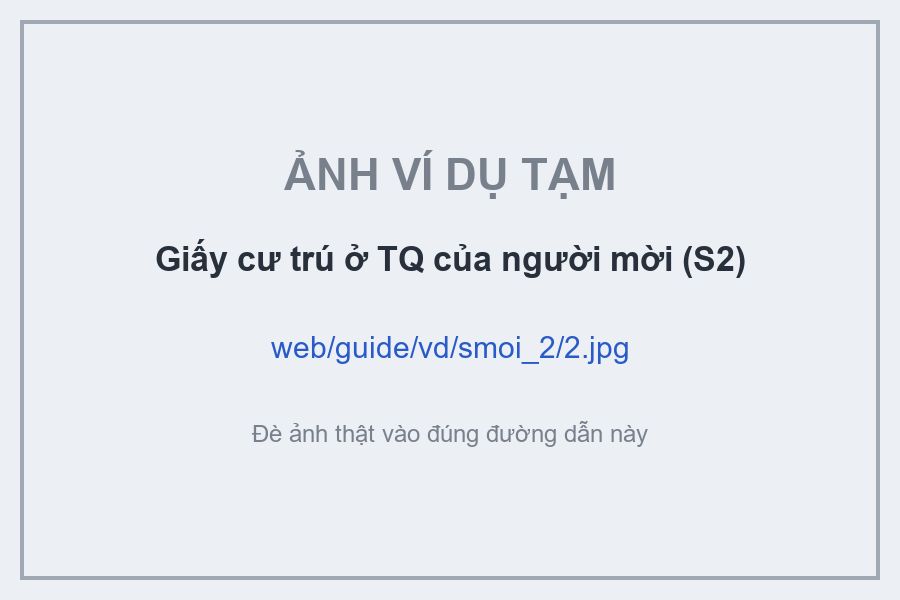 ẢNH VÍ DỤ TẠM
Giấy cư trú ở TQ của người mời (S2)
web/guide/vd/smoi_2/2.jpg
Đè ảnh thật vào đúng đường dẫn này